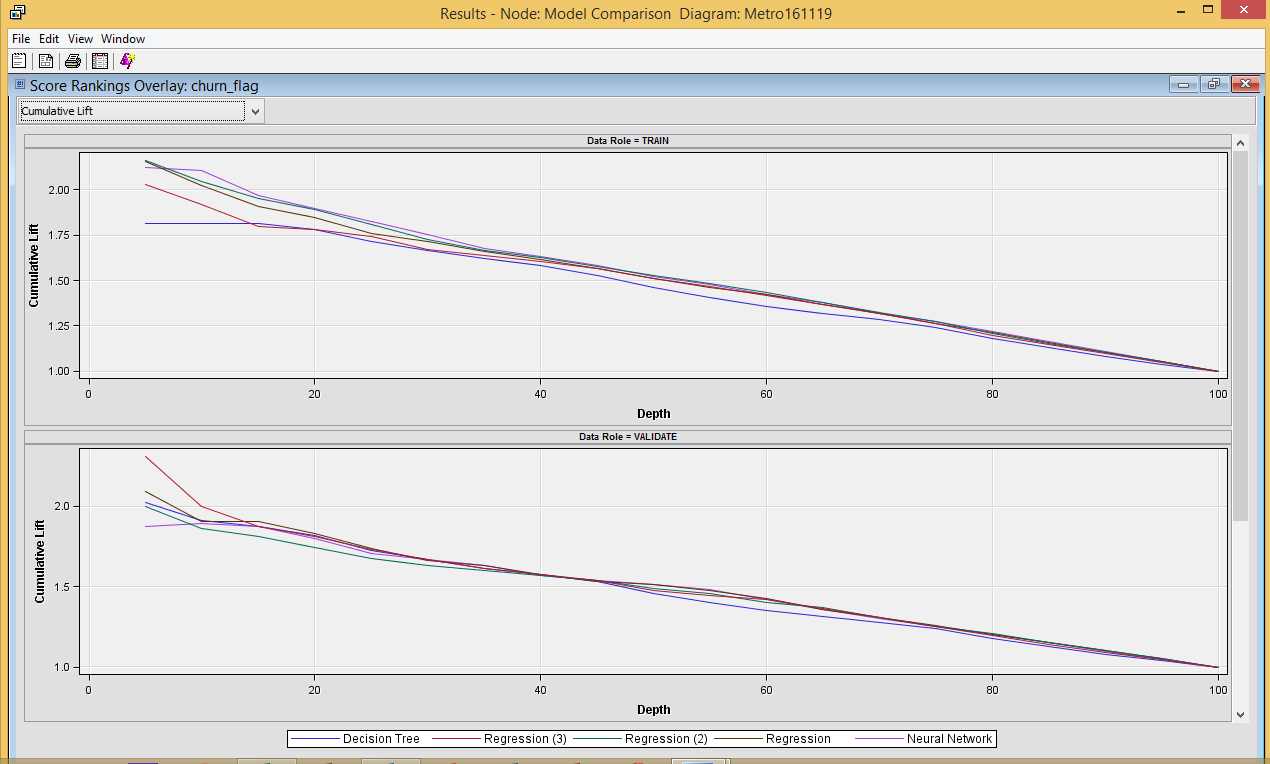 Results - Node: Model Comparison Diagram: Metro161119
File Edit View Window
Score Rankings Overlay: churn_flag
Cumulative Lift
Data Role = TRAIN
Cumulative Lift
2.00
1.75
1.50
1.25
1.00
0 20 40 60 80 100
Depth
Data Role = VALIDATE
Cumulative Lift
2.0
1.5
1.0
0 20 40 60 80 100
Depth
Decision Tree Regression (3) Regression (2) Regression Neural Network